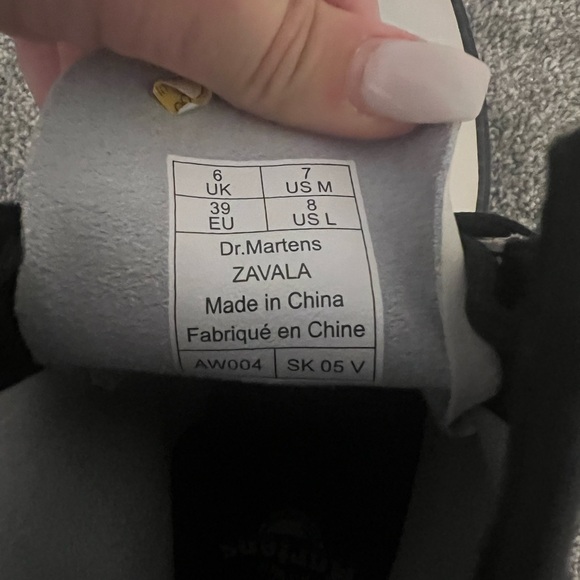 6 7
UK US M
39 8
EU US L
Dr.Martens
ZAVALA
Made in China
Fabriqué en Chine
AW004 SK 05 V